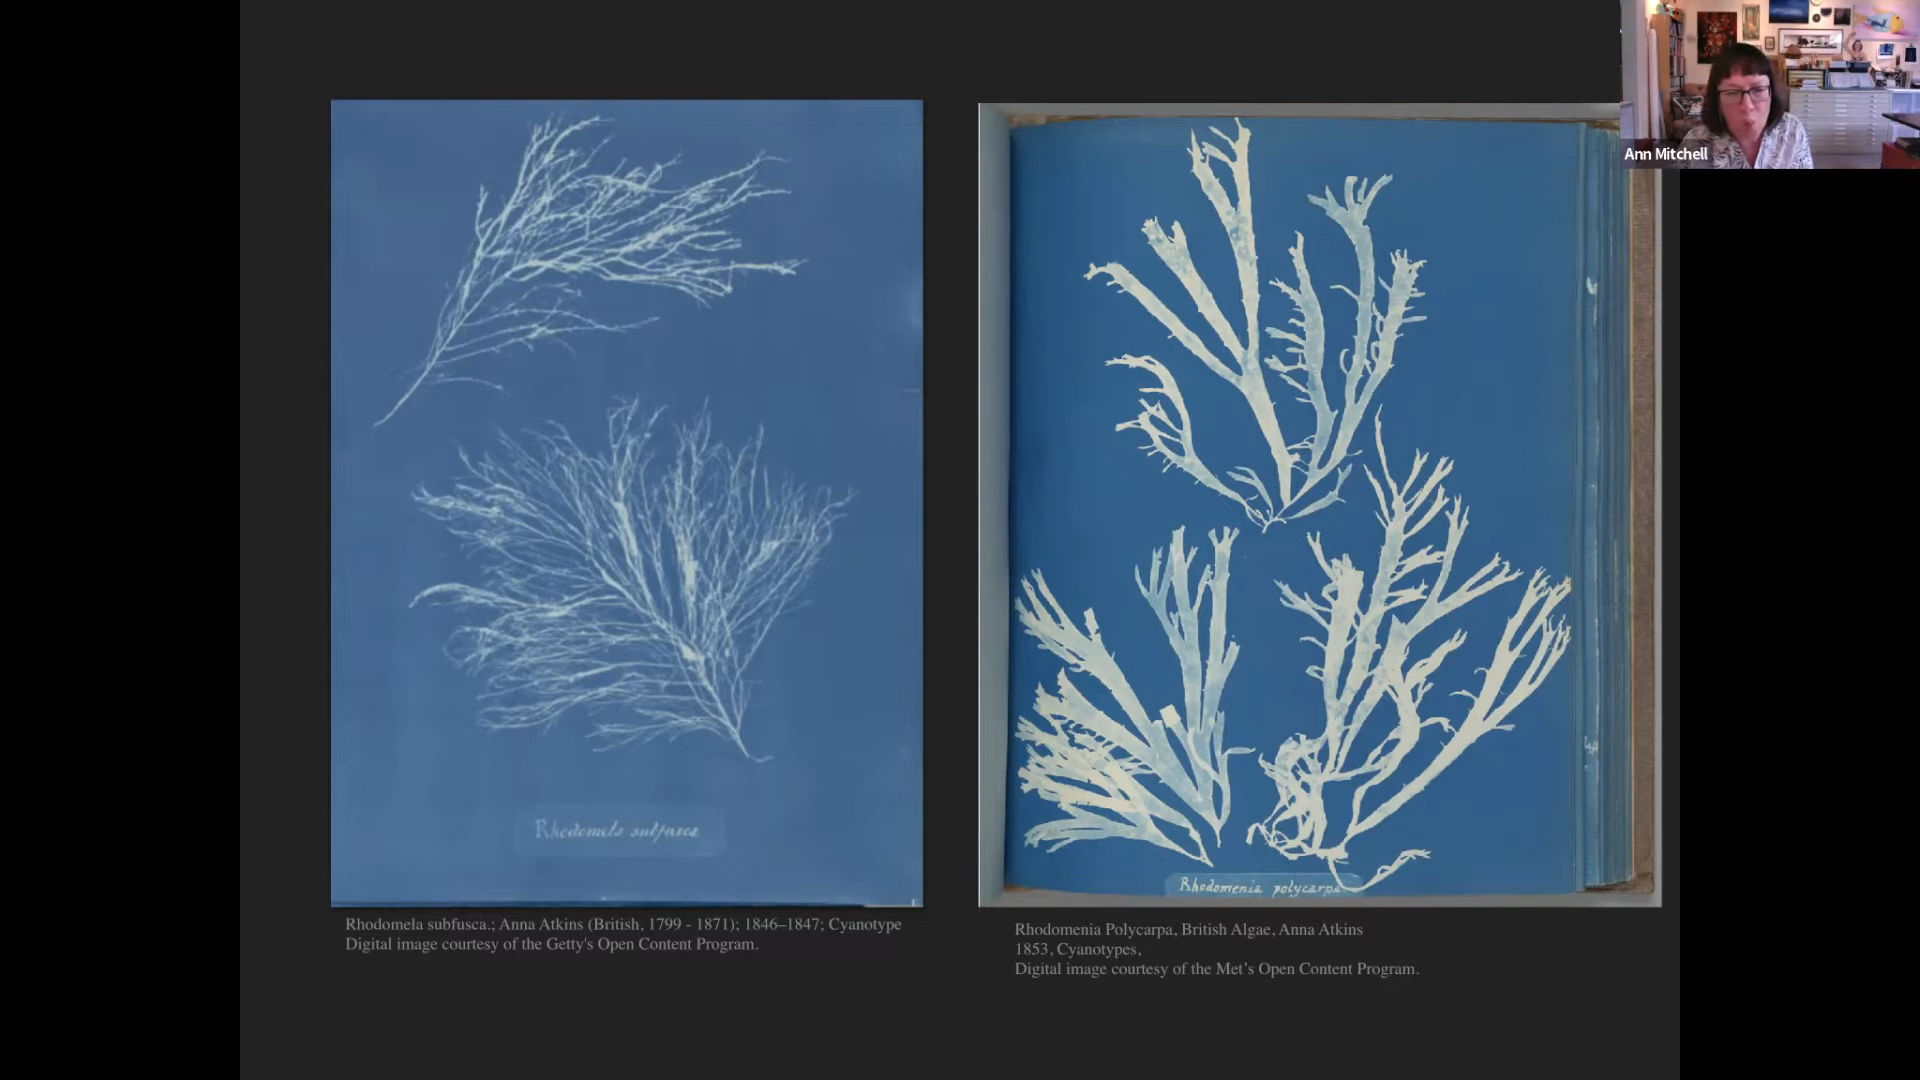 Ann Mitchell
Rhodomela subfusca
Rhodomenia polycarpa.
Rhodomela subfusca.; Anna Atkins (British, 1799 - 1871); 1846–1847; Cyanotype
Digital image courtesy of the Getty's Open Content Program.
Rhodomenia Polycarpa, British Algae, Anna Atkins
1853, Cyanotypes,
Digital image courtesy of the Met’s Open Content Program.